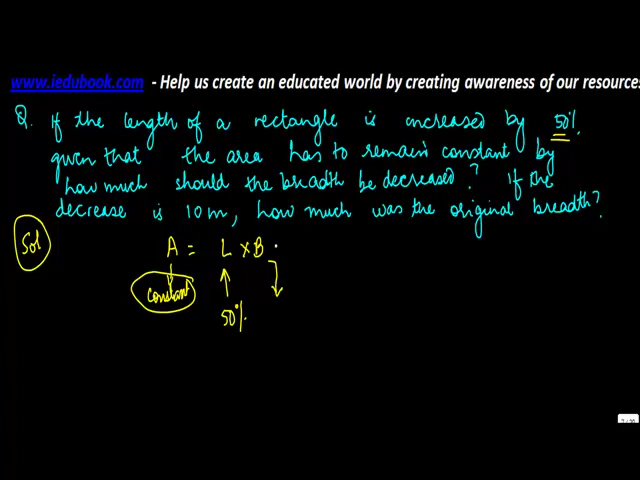 www.iedubook.com - Help us create an educated world by creating awareness of our resources
Q. If the length of a rectangle is increased by 50%.
given that the area has to remain constant by
how much should the breadth be decreased? If the
decrease is 10 m, how much was the original breadth?
Sol
A = L × B
constant
50%